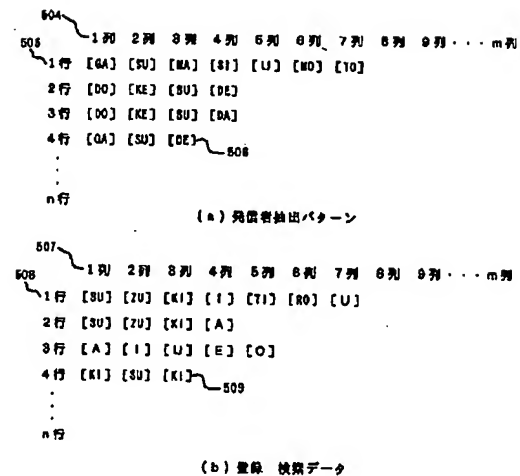 504
1列 2列 3列 4列 5列 6列 7列 8列 9列・・・m列
505
1行 [GA] [SU] [MA] [SI] [IJ] [MO] [TO]
2行 [DO] [KE] [SU] [DE]
3行 [DO] [KE] [SU] [DA]
4行 [GA] [SU] [DE] 506
n行
(a) 発信者抽出パターン
507
1列 2列 3列 4列 5列 6列 7列 8列 9列・・・m列
508
1行 [SU] [ZU] [KI] [I] [TI] [RO] [U]
2行 [SU] [ZU] [KI] [A]
3行 [A] [I] [U] [E] [O]
4行 [KI] [SU] [KI] 509
n行
(b) 登録 検索データ